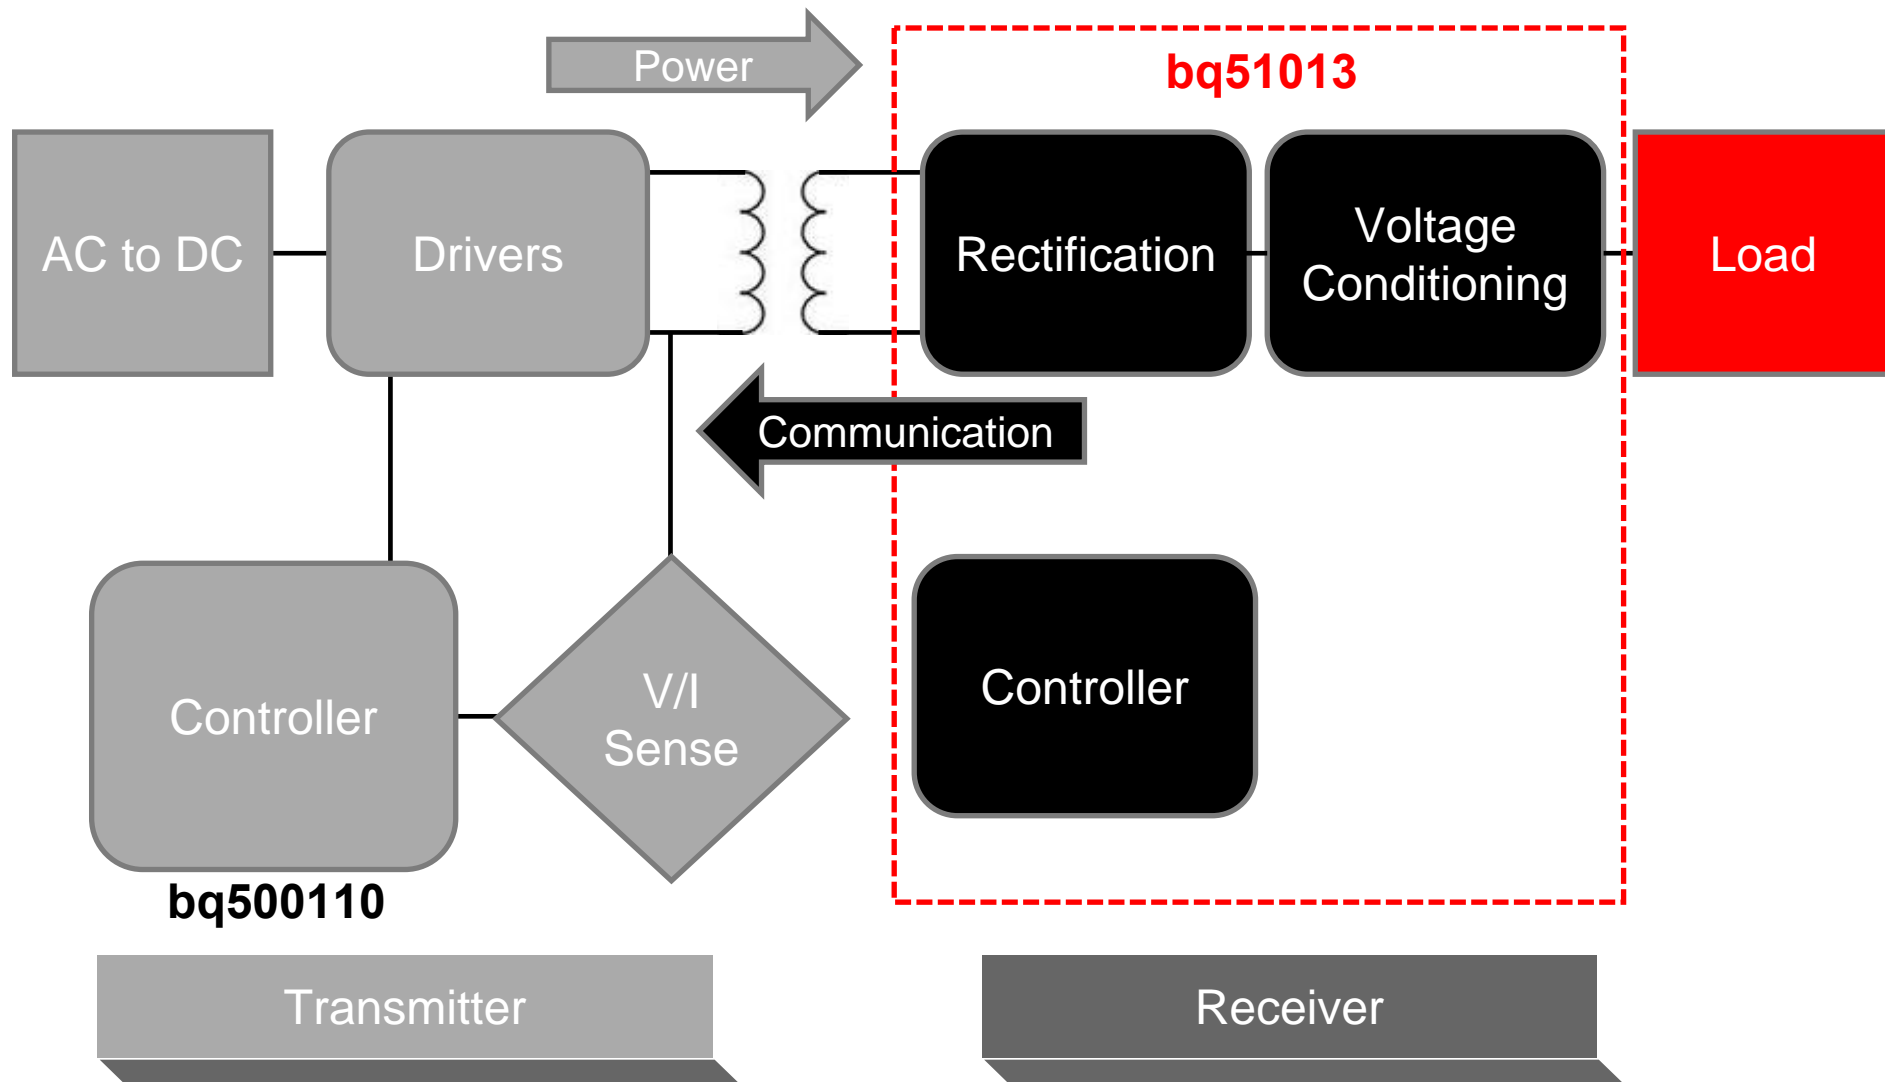 Power
bq51013
AC to DC
Drivers
Rectification
Voltage
Conditioning
Load
Communication
Controller
V/I
Sense
Controller
bq500110
Transmitter
Receiver